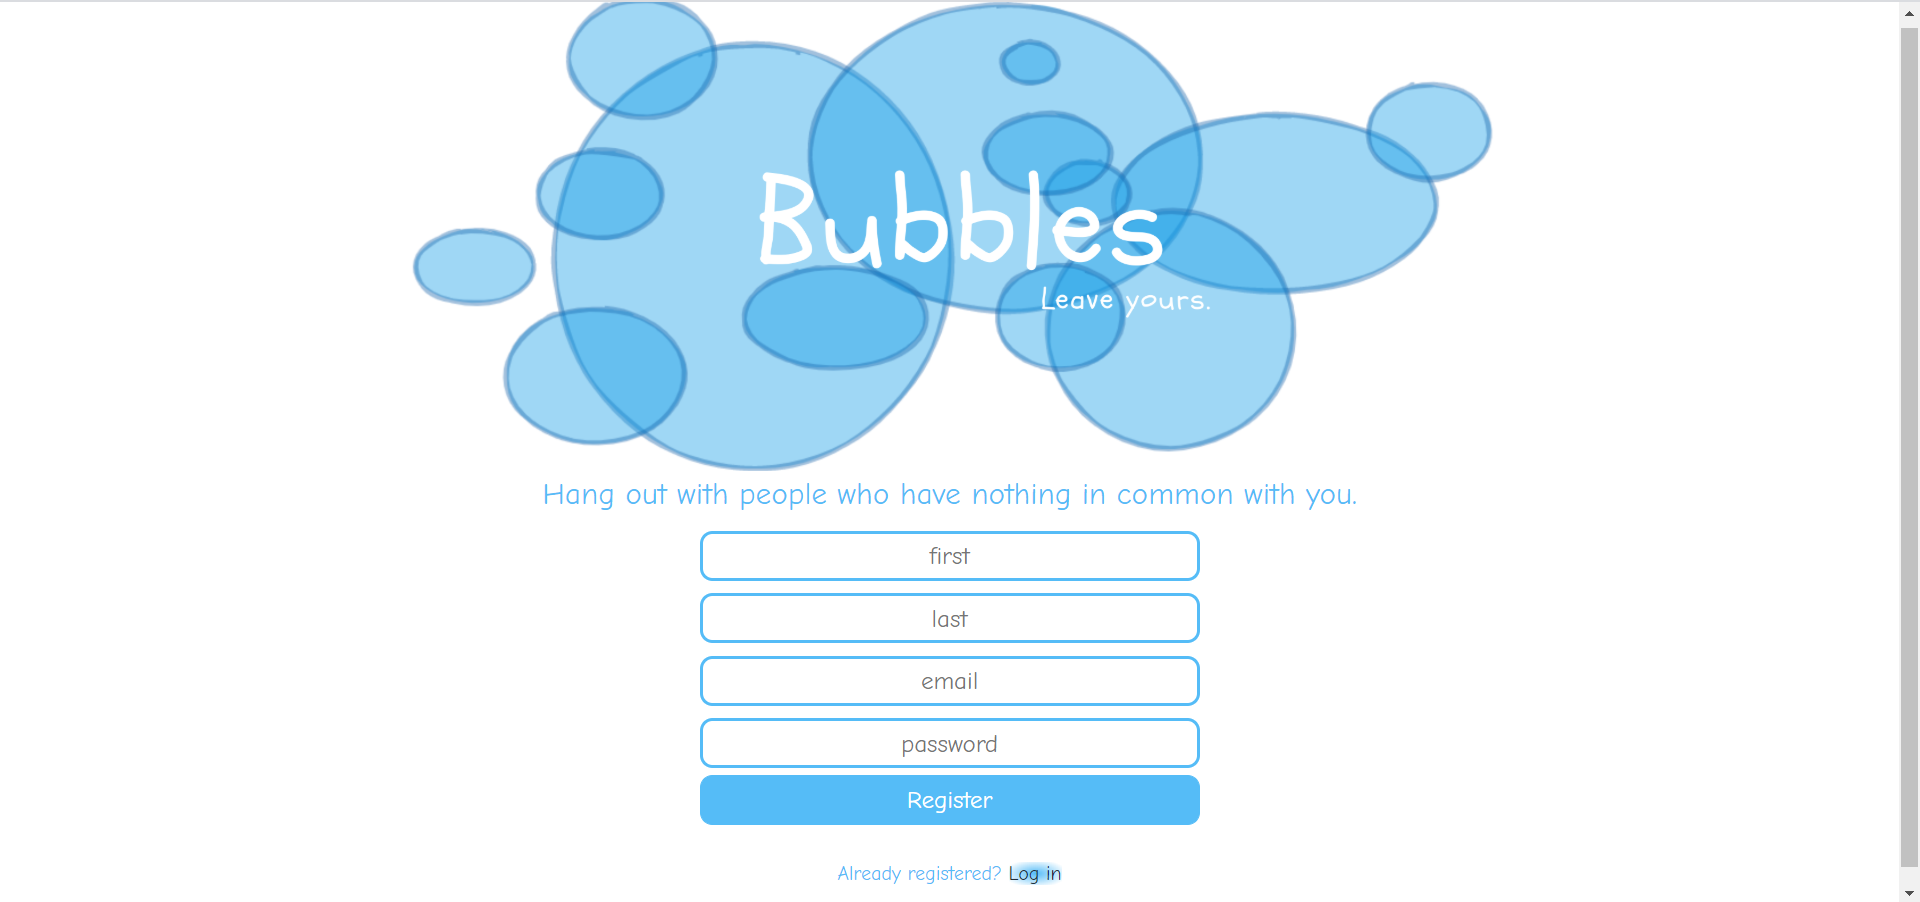 Bubbles
Leave yours.
Hang out with people who have nothing in common with you.
first
last
email
password
Register
Already registered? Log in